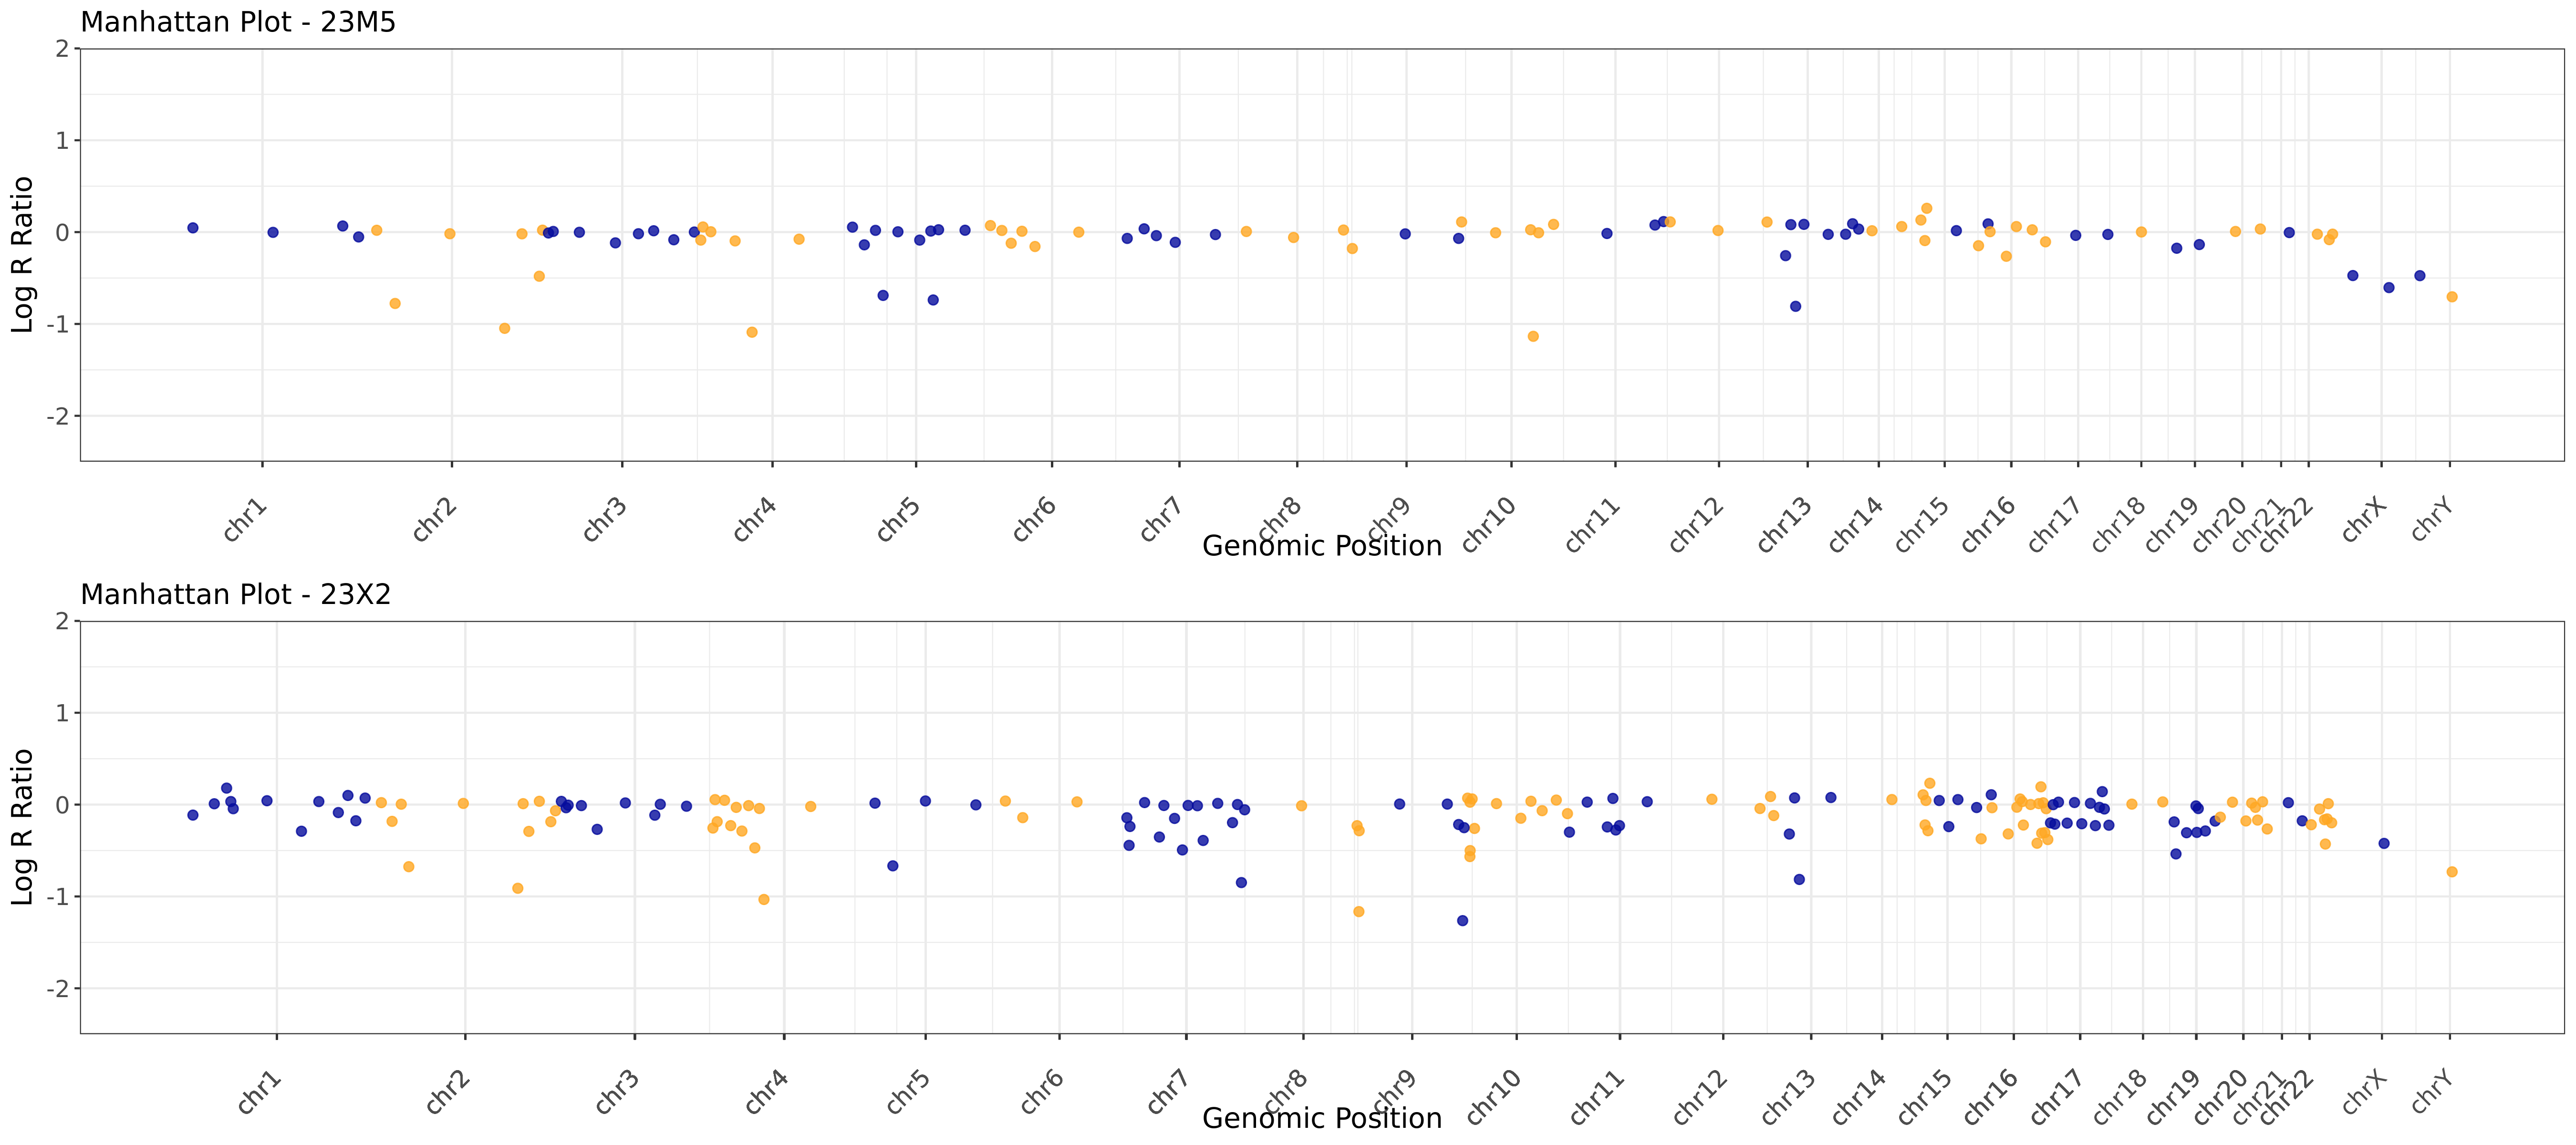 Manhattan Plot - 23M5
2
1
0
-1
-2
Log R Ratio
chr1 chr2 chr3 chr4 chr5 chr6 chr7 chr8 chr9 chr10 chr11 chr12 chr13 chr14 chr15 chr16 chr17 chr18 chr19 chr20 chr21 chr22 chrX chrY
Genomic Position
Manhattan Plot - 23X2
2
1
0
-1
-2
Log R Ratio
chr1 chr2 chr3 chr4 chr5 chr6 chr7 chr8 chr9 chr10 chr11 chr12 chr13 chr14 chr15 chr16 chr17 chr18 chr19 chr20 chr21 chr22 chrX chrY
Genomic Position